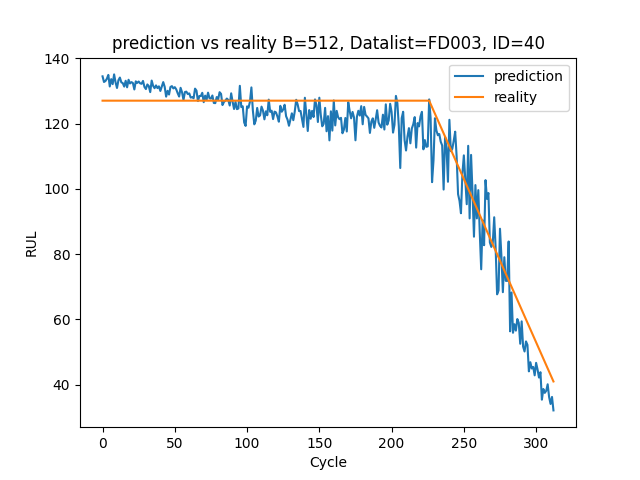 prediction vs reality B=512, Datalist=FD003, ID=40
prediction
reality
RUL
140
120
100
80
60
40
0 50 100 150 200 250 300
Cycle